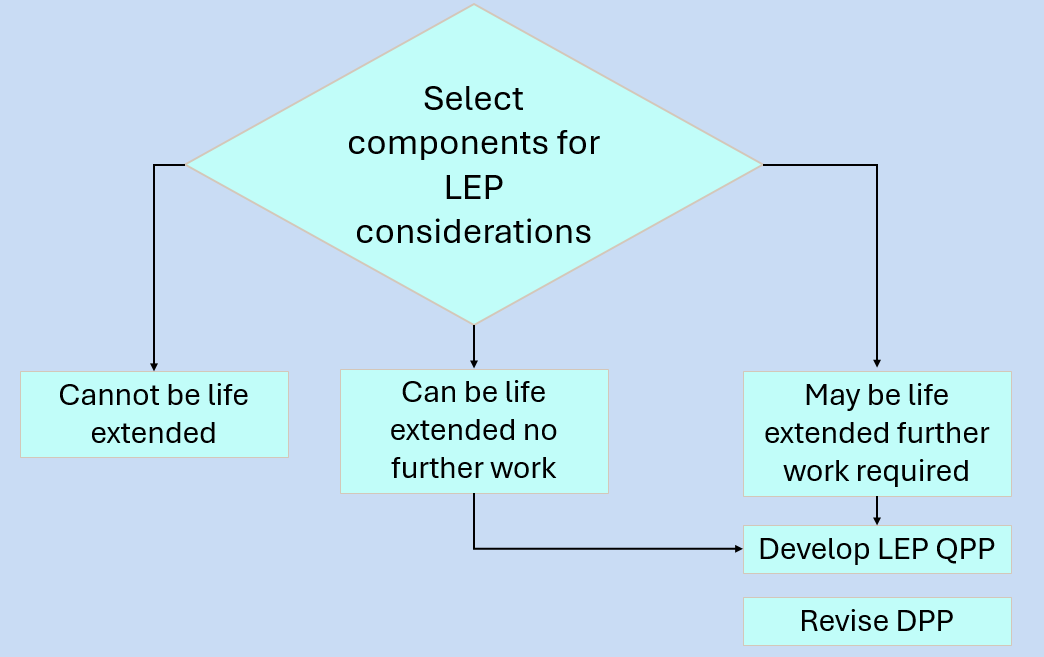 Select
components for
LEP
considerations
Cannot be life
extended
Can be life
extended no
further work
May be life
extended further
work required
Develop LEP QPP
Revise DPP